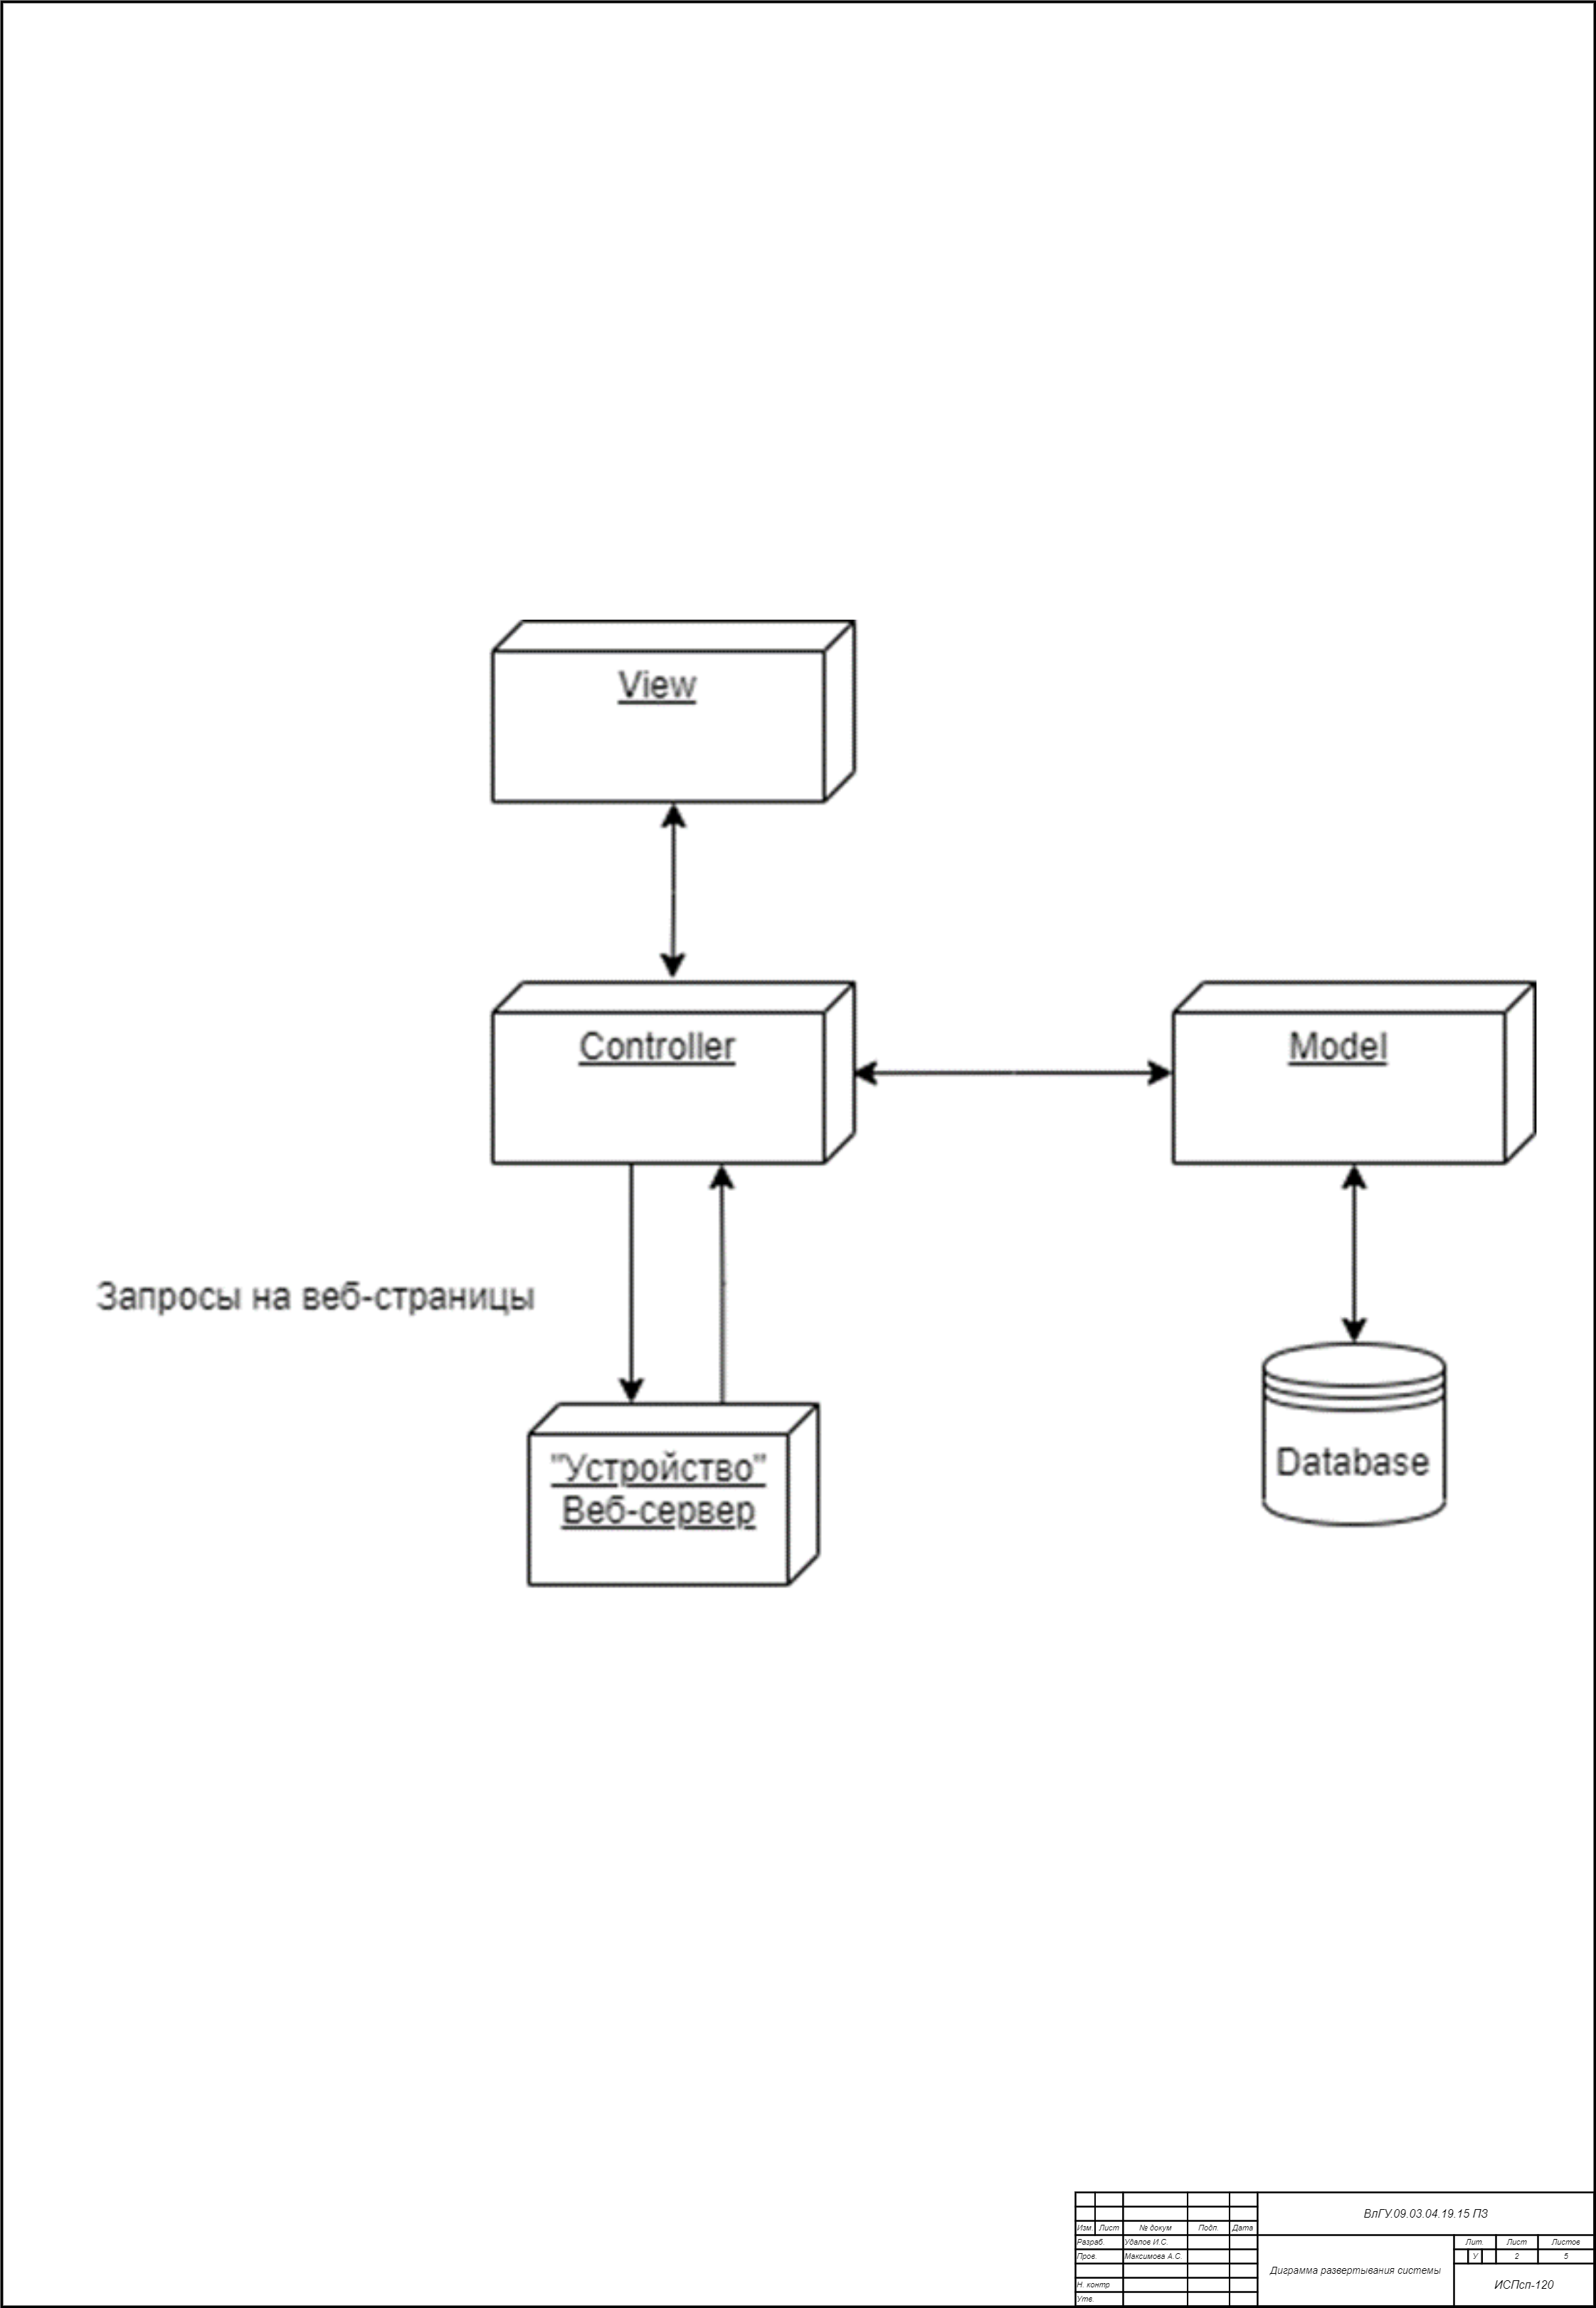 View
Controller
Model
Запросы на веб-страницы
"Устройство"
Веб-сервер
Database
ВлГУ.09.03.04.19.15 ПЗ
Изм. Лист № докум Подп. Дата
Разраб. Удалов И.С.
Пров. Максимова А.С.
Н. контр
Утв.
Диграмма развертывания системы
Лит. Лист Листов
У 2 5
ИСПсп-120